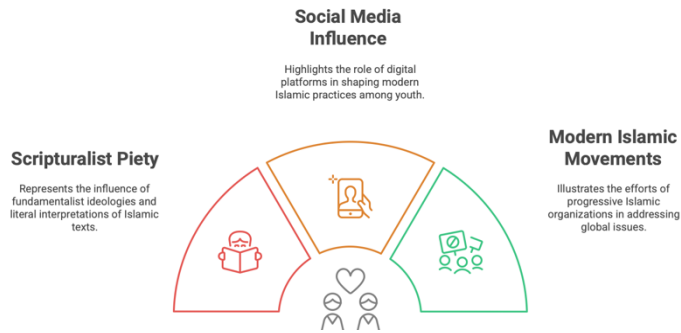 Social Media
Influence
Highlights the role of digital
platforms in shaping modern
Islamic practices among youth.
Scripturalist Piety
Represents the influence of
fundamentalist ideologies and
literal interpretations of Islamic
texts.
Modern Islamic
Movements
Illustrates the efforts of
progressive Islamic
organizations in addressing
global issues.